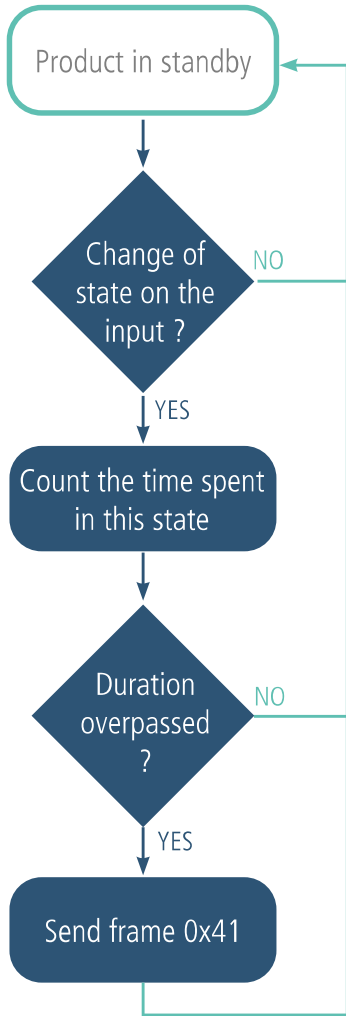 Product in standby
Change of
state on the
input ?
NO
YES
Count the time spent
in this state
Duration
overpassed
?
NO
YES
Send frame 0x41